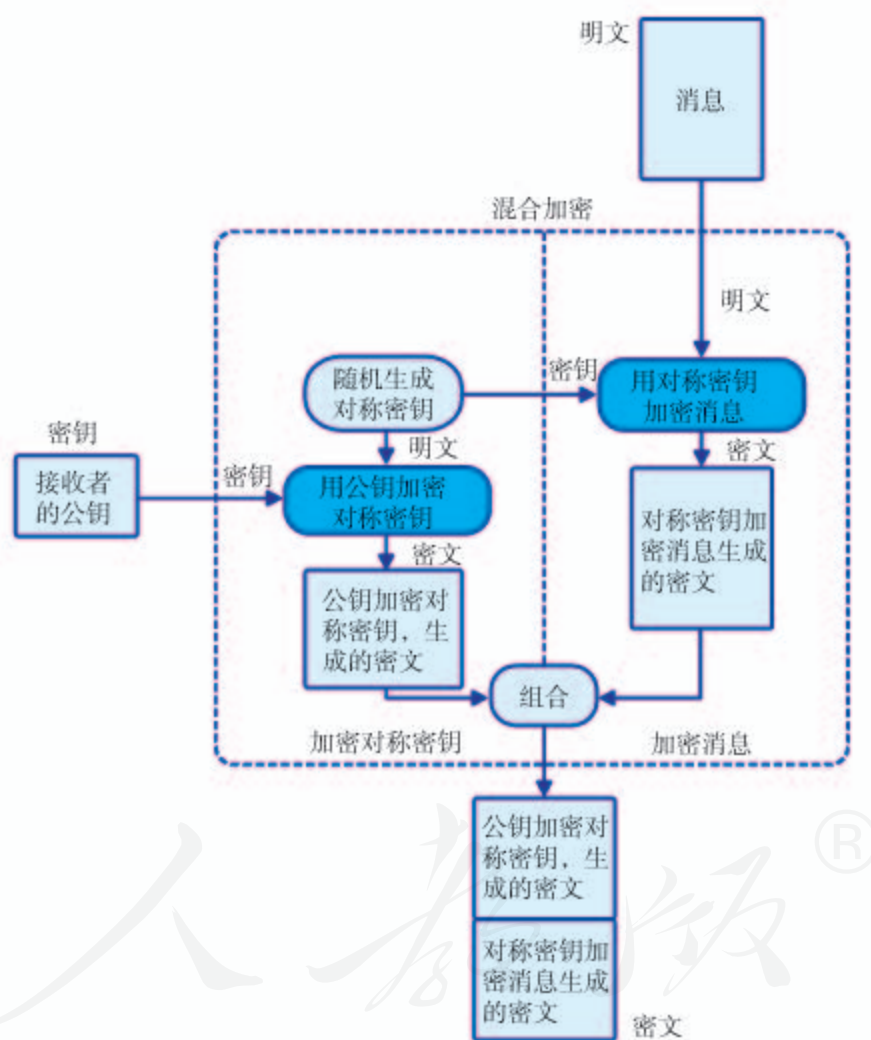 明文
消息
混合加密
明文
随机生成
对称密钥
密钥
用对称密钥
加密消息
密钥
接收者
的公钥
密钥
明文
用公钥加密
对称密钥
密文
对称密钥加
密消息生成
的密文
密文
公钥加密对
称密钥，生
成的密文
组合
加密对称密钥
加密消息
公钥加密对
称密钥，生
成的密文
对称密钥加
密消息生成
的密文
密文
人教版®